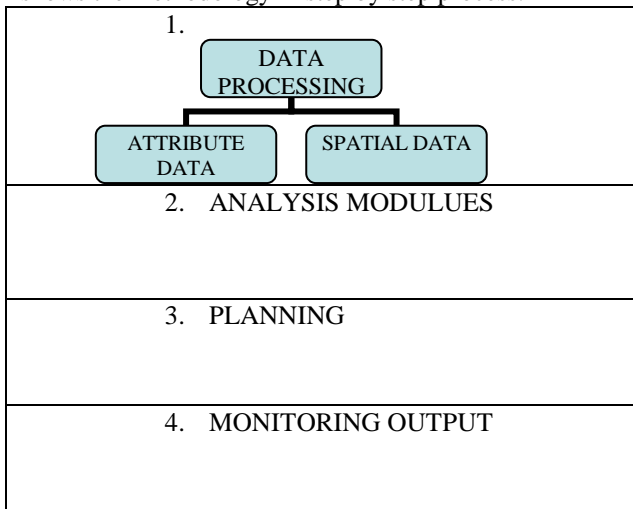 1.
DATA
PROCESSING
ATTRIBUTE SPATIAL DATA
DATA
2. ANALYSIS MODULUES
3. PLANNING
4. MONITORING OUTPUT